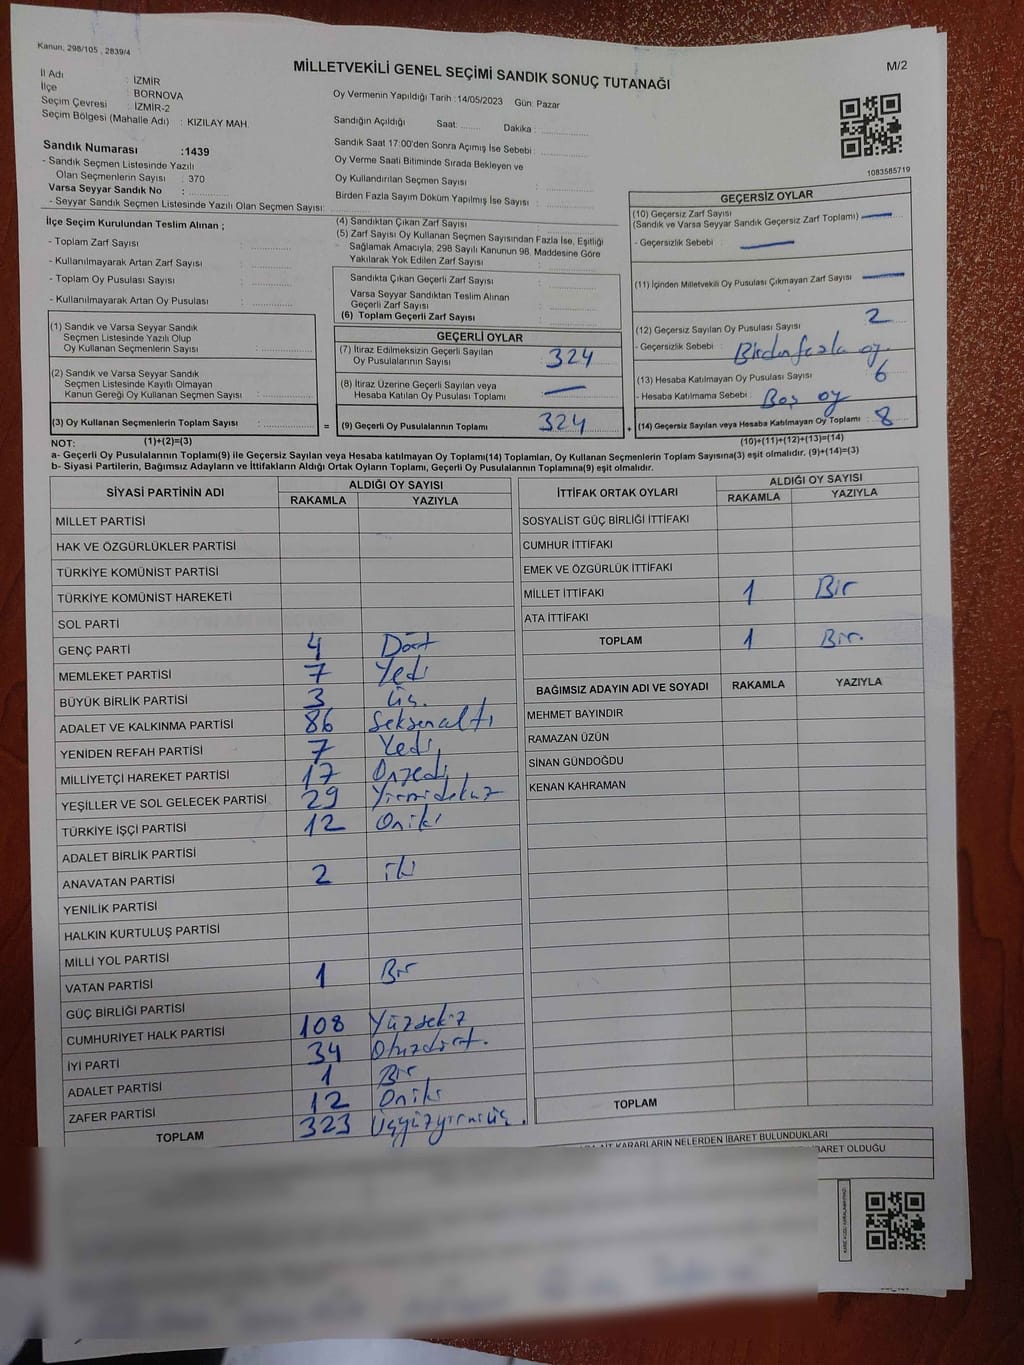 Kanun, 298/105 , 2839/4
MİLLETVEKİLİ GENEL SEÇİMİ SANDIK SONUÇ TUTANAĞI
M/2
İl Adı : İZMİR
İlçe : BORNOVA
Seçim Çevresi : İZMİR-2
Seçim Bölgesi (Mahalle Adı) : KIZILAY MAH.
Sandık Numarası :1439
- Sandık Seçmen Listesinde Yazılı
Olan Seçmenlerin Sayısı : 370
Varsa Seyyar Sandık No :
- Seyyar Sandık Seçmen Listesinde Yazılı Olan Seçmen Sayısı:
Oy Vermenin Yapıldığı Tarih :14/05/2023 Gün: Pazar
Sandığın Açıldığı Saat: Dakika :
Sandık Saat 17:00'den Sonra Açımış İse Sebebi :
Oy Verme Saati Bitiminde Sırada Bekleyen ve
Oy Kullandırılan Seçmen Sayısı :
Birden Fazla Sayım Döküm Yapılmış İse Sayısı :
1083585719
İlçe Seçim Kurulundan Teslim Alınan ;
- Toplam Zarf Sayısı :
- Kullanılmayarak Artan Zarf Sayısı :
- Toplam Oy Pusulası Sayısı :
- Kullanılmayarak Artan Oy Pusulası :
(4) Sandıktan Çıkan Zarf Sayısı :
(5) Zarf Sayısı Oy Kullanan Seçmen Sayısından Fazla İse, Eşitliği
Sağlamak Amacıyla, 298 Sayılı Kanunun 98. Maddesine Göre
Yakılarak Yok Edilen Zarf Sayısı :
Sandıkta Çıkan Geçerli Zarf Sayısı :
Varsa Seyyar Sandıktan Teslim Alınan
Geçerli Zarf Sayısı :
(6) Toplam Geçerli Zarf Sayısı :
GEÇERSİZ OYLAR
(10) Geçersiz Zarf Sayısı
(Sandık ve Varsa Seyyar Sandık Geçersiz Zarf Toplamı) : —
- Geçersizlik Sebebi : —
(11) İçinden Milletvekili Oy Pusulası Çıkmayan Zarf Sayısı : —
(12) Geçersiz Sayılan Oy Pusulası Sayısı : 2
- Geçersizlik Sebebi : Birden fazla oy
(13) Hesaba Katılmayan Oy Pusulası Sayısı : 6
- Hesaba Katılmama Sebebi : Boş oy
(14) Geçersiz Sayılan veya Hesaba Katılmayan Oy Toplamı : 8
(10)+(11)+(12)+(13)=(14)
(1) Sandık ve Varsa Seyyar Sandık
Seçmen Listesinde Yazılı Olup
Oy Kullanan Seçmenlerin Sayısı :
(2) Sandık ve Varsa Seyyar Sandık
Seçmen Listesinde Kayıtlı Olmayan
Kanun Gereği Oy Kullanan Seçmen Sayısı :
(3) Oy Kullanan Seçmenlerin Toplam Sayısı :
=
GEÇERLİ OYLAR
(7) İtiraz Edilmeksizin Geçerli Sayılan
Oy Pusulalarının Sayısı : 324
(8) İtiraz Üzerine Geçerli Sayılan veya
Hesaba Katılan Oy Pusulası Toplamı : —
(9) Geçerli Oy Pusulalarının Toplamı : 324
+
NOT: (1)+(2)=(3)
a- Geçerli Oy Pusulalarının Toplamı(9) ile Geçersiz Sayılan veya Hesaba katılmayan Oy Toplamı(14) Toplamları, Oy Kullanan Seçmenlerin Toplam Sayısına(3) eşit olmalıdır. (9)+(14)=(3)
b- Siyasi Partilerin, Bağımsız Adayların ve İttifakların Aldığı Ortak Oyların Toplamı, Geçerli Oy Pusulalarının Toplamına(9) eşit olmalıdır.
SİYASİ PARTİNİN ADI ALDIĞI OY SAYISI
RAKAMLA YAZIYLA
MİLLET PARTİSİ
HAK VE ÖZGÜRLÜKLER PARTİSİ
TÜRKİYE KOMÜNİST PARTİSİ
TÜRKİYE KOMÜNİST HAREKETİ
SOL PARTİ
GENÇ PARTİ 4 Dört
MEMLEKET PARTİSİ 7 Yedi
BÜYÜK BİRLİK PARTİSİ 3 üç.
ADALET VE KALKINMA PARTİSİ 86 Seksenaltı
YENİDEN REFAH PARTİSİ 7 Yedi
MİLLİYETÇİ HAREKET PARTİSİ 17 Onyedi
YEŞİLLER VE SOL GELECEK PARTİSİ 29 Yirmidokuz
TÜRKİYE İŞÇİ PARTİSİ 12 Oniki
ADALET BİRLİK PARTİSİ
ANAVATAN PARTİSİ 2 iki
YENİLİK PARTİSİ
HALKIN KURTULUŞ PARTİSİ
MİLLİ YOL PARTİSİ
VATAN PARTİSİ 1 Bir
GÜÇ BİRLİĞİ PARTİSİ
CUMHURİYET HALK PARTİSİ 108 Yüzsekiz
İYİ PARTİ 34 Otuzdört.
ADALET PARTİSİ 1 Bir
ZAFER PARTİSİ 12 Oniki
TOPLAM 323 Üçyüzyirmiüç.
İTTİFAK ORTAK OYLARI ALDIĞI OY SAYISI
RAKAMLA YAZIYLA
SOSYALİST GÜÇ BİRLİĞİ İTTİFAKI
CUMHUR İTTİFAKI
EMEK VE ÖZGÜRLÜK İTTİFAKI
MİLLET İTTİFAKI 1 Bir
ATA İTTİFAKI
TOPLAM 1 Bir.
BAĞIMSIZ ADAYIN ADI VE SOYADI RAKAMLA YAZIYLA
MEHMET BAYINDIR
RAMAZAN ÜZÜN
SİNAN GÜNDOĞDU
KENAN KAHRAMAN
TOPLAM
AİT KARARLARIN NELERDEN İBARET BULUNDUKLARI
İBARET OLDUĞU